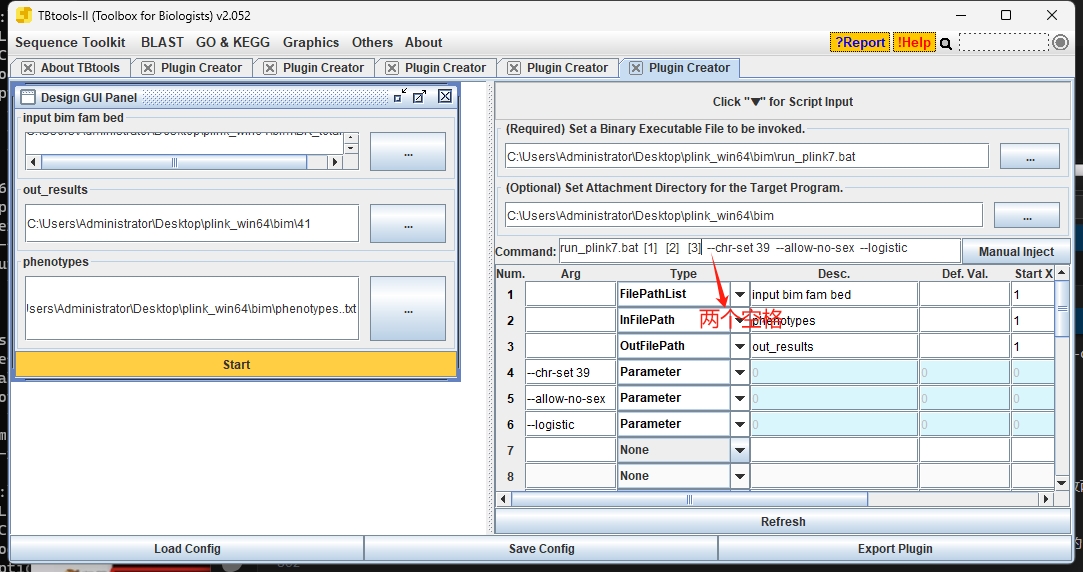 TBtools-II (Toolbox for Biologists) v2.052
Sequence Toolkit BLAST GO & KEGG Graphics Others About
?Report !Help
About TBtools Plugin Creator Plugin Creator Plugin Creator Plugin Creator Plugin Creator
Design GUI Panel
input bim fam bed
...
out_results
C:\Users\Administrator\Desktop\plink_win64\bim\41
...
phenotypes
Jsers\Administrator\Desktop\plink_win64\bim\phenotypes..txt
...
Start
Click "▼" for Script Input
(Required) Set a Binary Executable File to be invoked.
C:\Users\Administrator\Desktop\plink_win64\bim\run_plink7.bat
...
(Optional) Set Attachment Directory for the Target Program.
C:\Users\Administrator\Desktop\plink_win64\bim
...
Command: run_plink7.bat [1] [2] [3] --chr-set 39 --allow-no-sex --logistic Manual Inject
Num. Arg Type Desc. Def. Val. Start X
1 FilePathList input bim fam bed 1
2 InFilePath phenotypes 1
两个空格
3 OutFilePath out_results 1
4 --chr-set 39 Parameter 0 0 0
5 --allow-no-sex Parameter 0 0 0
6 --logistic Parameter 0 0 0
7 None
8 None
Refresh
Load Config Save Config Export Plugin